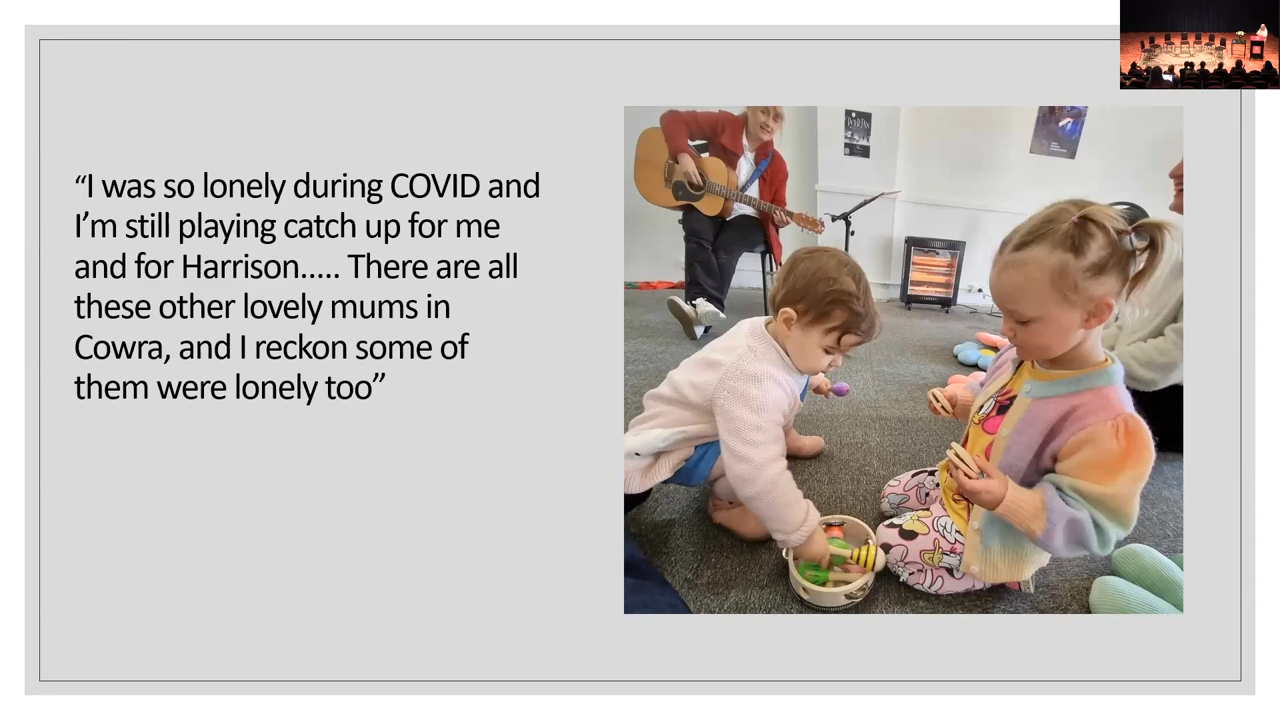 “I was so lonely during COVID and
I’m still playing catch up for me
and for Harrison..... There are all
these other lovely mums in
Cowra, and I reckon some of
them were lonely too”